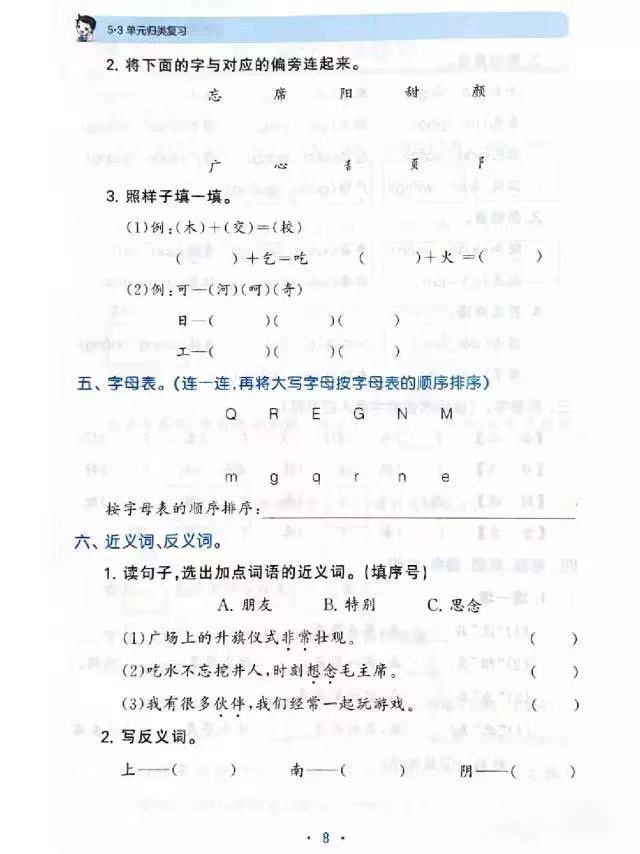 5·3 单元归类复习
2. 将下面的字与对应的偏旁连起来。
忘 席 阳 甜 颜
广 心 舌 页 阝
3. 照样子填一填。
(1)例:(木)+(交)=(校)
( )+乞=吃 ( )+火=( )
(2)例:可—(河)(呵)(奇)
日—( )( )( )
工—( )( )( )
五、字母表。(连一连,再将大写字母按字母表的顺序排序)
Q R E G N M
m g q r n e
按字母表的顺序排序:
六、近义词、反义词。
1. 读句子,选出加点词语的近义词。(填序号)
A. 朋友 B. 特别 C. 思念
(1)广场上的升旗仪式非常壮观。 ( )
(2)吃水不忘挖井人,时刻想念毛主席。 ( )
(3)我有很多伙伴,我们经常一起玩游戏。 ( )
2. 写反义词。
上——( ) 南——( ) 阴——( )
· 8 ·